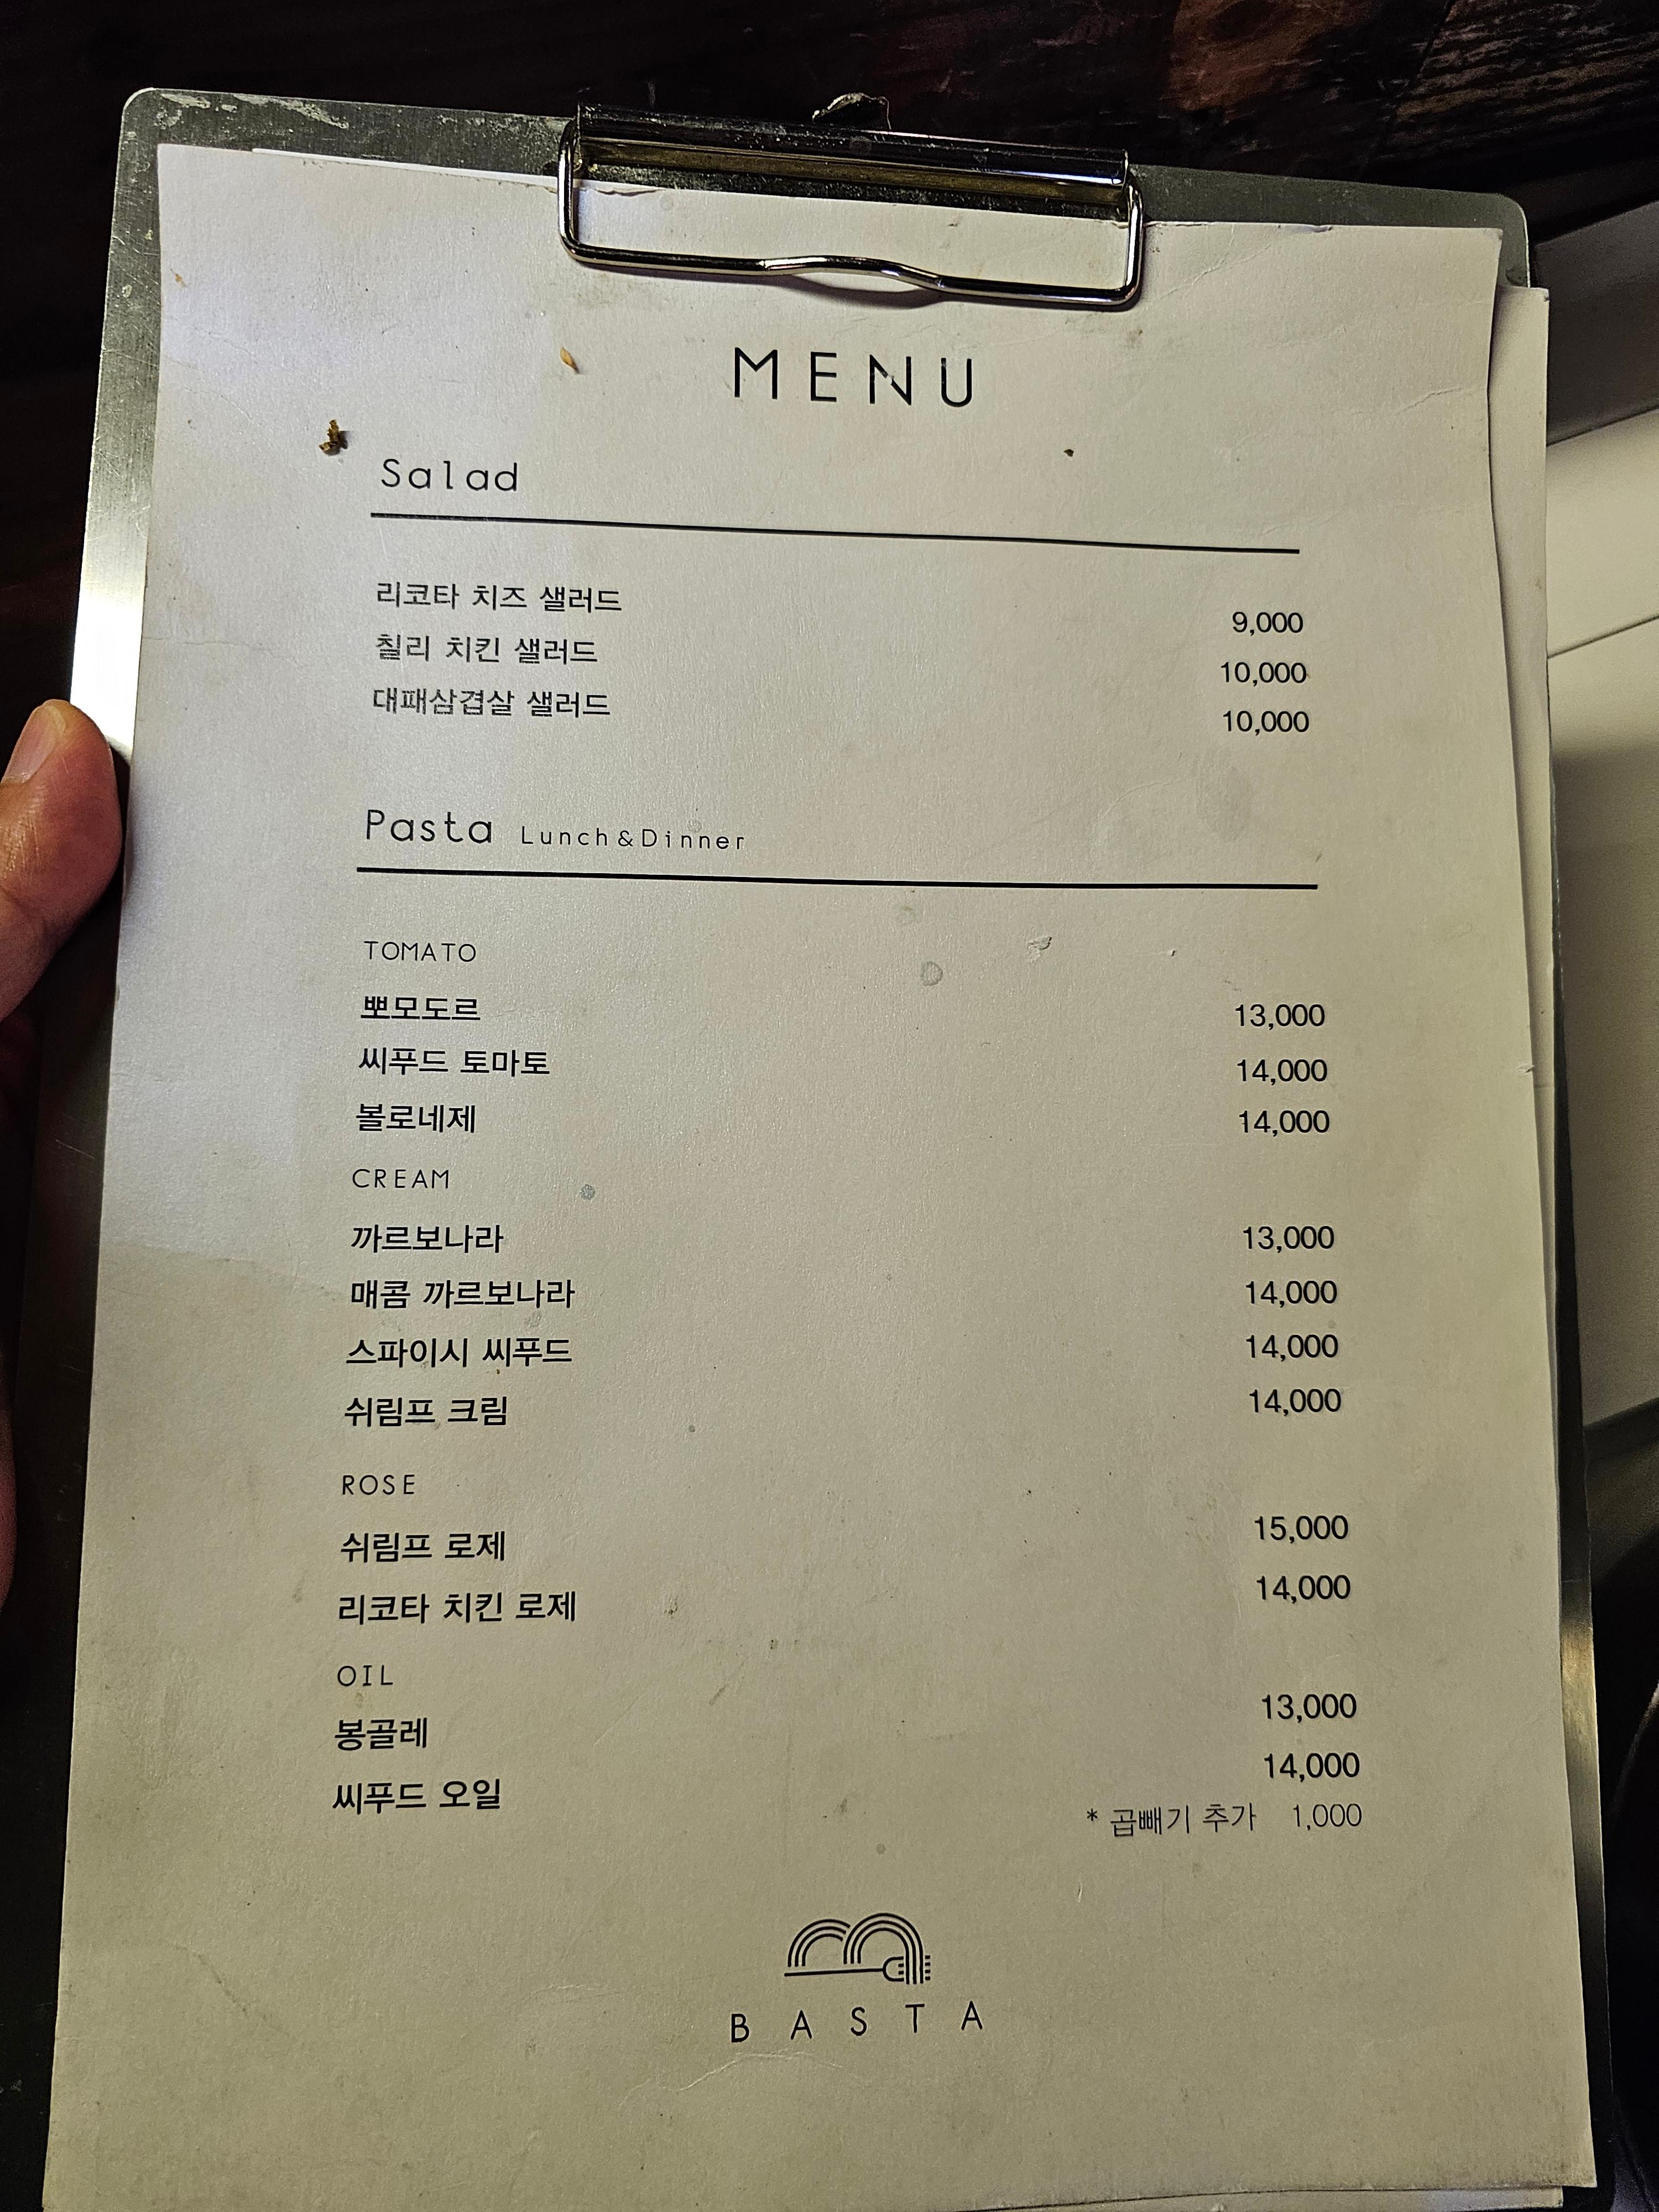 MENU
Salad
리코타 치즈 샐러드 9,000
칠리 치킨 샐러드 10,000
대패삼겹살 샐러드 10,000
Pasta Lunch&Dinner
TOMATO
뽀모도르 13,000
씨푸드 토마토 14,000
볼로네제 14,000
CREAM
까르보나라 13,000
매콤 까르보나라 14,000
스파이시 씨푸드 14,000
쉬림프 크림 14,000
ROSE
쉬림프 로제 15,000
리코타 치킨 로제 14,000
OIL
봉골레 13,000
씨푸드 오일 14,000
* 곱빼기 추가 1,000
BASTA